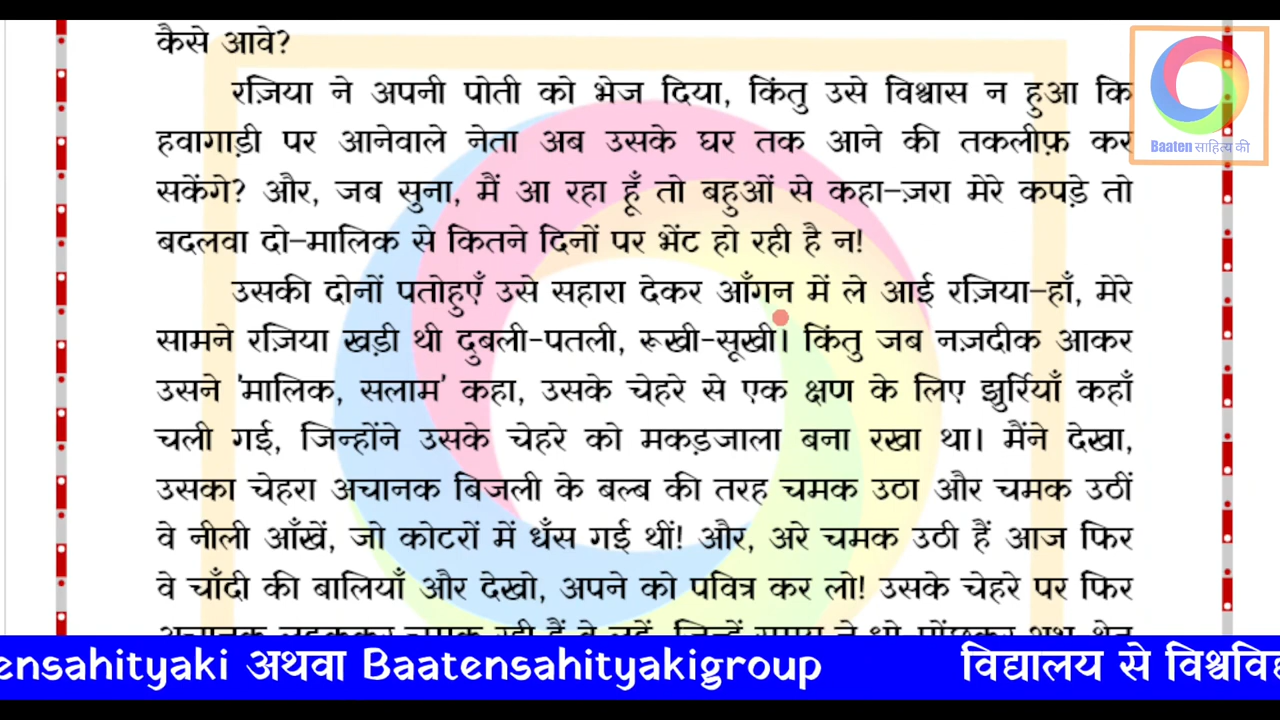 कैसे आवे?
रज़िया ने अपनी पोती को भेज दिया, किंतु उसे विश्वास न हुआ कि
हवागाड़ी पर आनेवाले नेता अब उसके घर तक आने की तकलीफ़ कर
सकेंगे? और, जब सुना, मैं आ रहा हूँ तो बहुओं से कहा-ज़रा मेरे कपड़े तो
बदलवा दो-मालिक से कितने दिनों पर भेंट हो रही है न!
उसकी दोनों पतोहुएँ उसे सहारा देकर आँगन में ले आई रज़िया-हाँ, मेरे
सामने रज़िया खड़ी थी दुबली-पतली, रूखी-सूखी। किंतु जब नज़दीक आकर
उसने 'मालिक, सलाम' कहा, उसके चेहरे से एक क्षण के लिए झुर्रियाँ कहाँ
चली गई, जिन्होंने उसके चेहरे को मकड़जाला बना रखा था। मैंने देखा,
उसका चेहरा अचानक बिजली के बल्ब की तरह चमक उठा और चमक उठीं
वे नीली आँखें, जो कोटरों में धँस गई थीं! और, अरे चमक उठी हैं आज फिर
वे चाँदी की बालियाँ और देखो, अपने को पवित्र कर लो! उसके चेहरे पर फिर
Baaten साहित्य की
ensahityaki अथवा Baatensahityakigroup विद्यालय से